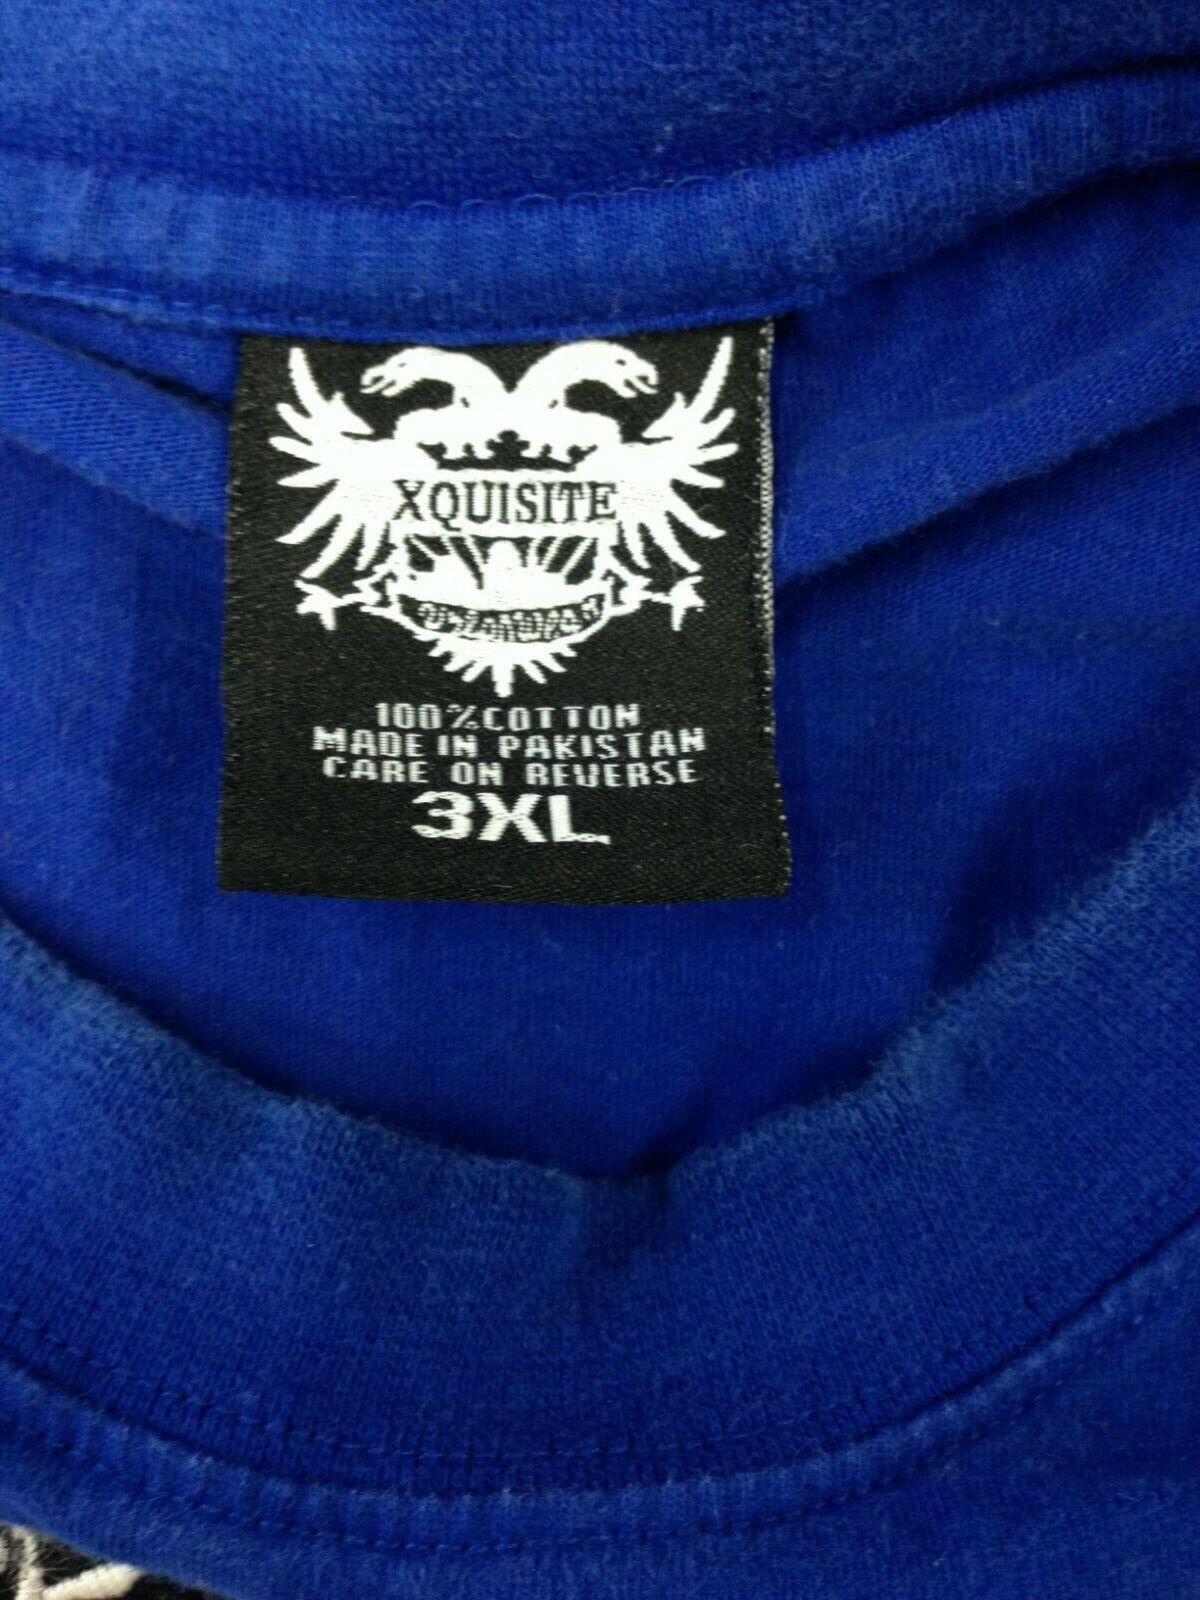 XQUISITE
100% COTTON
MADE IN PAKISTAN
CARE ON REVERSE
3XL